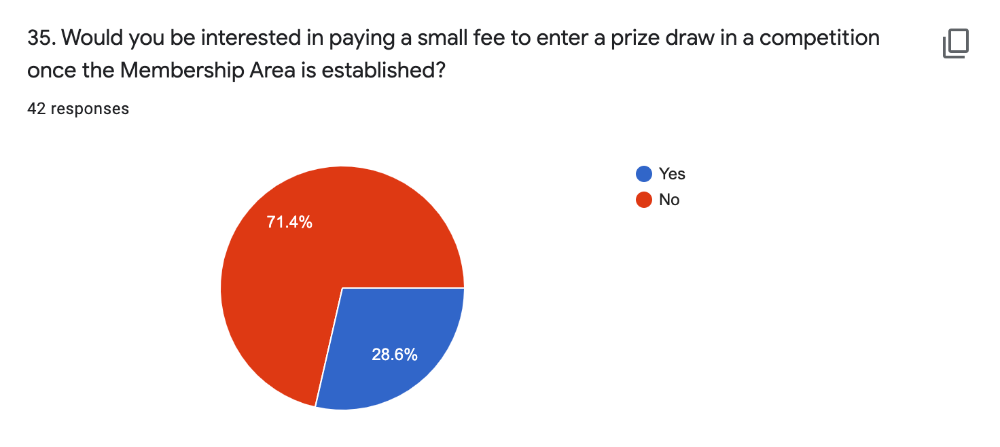 35. Would you be interested in paying a small fee to enter a prize draw in a competition
once the Membership Area is established?
42 responses
Yes
No
71.4%
28.6%